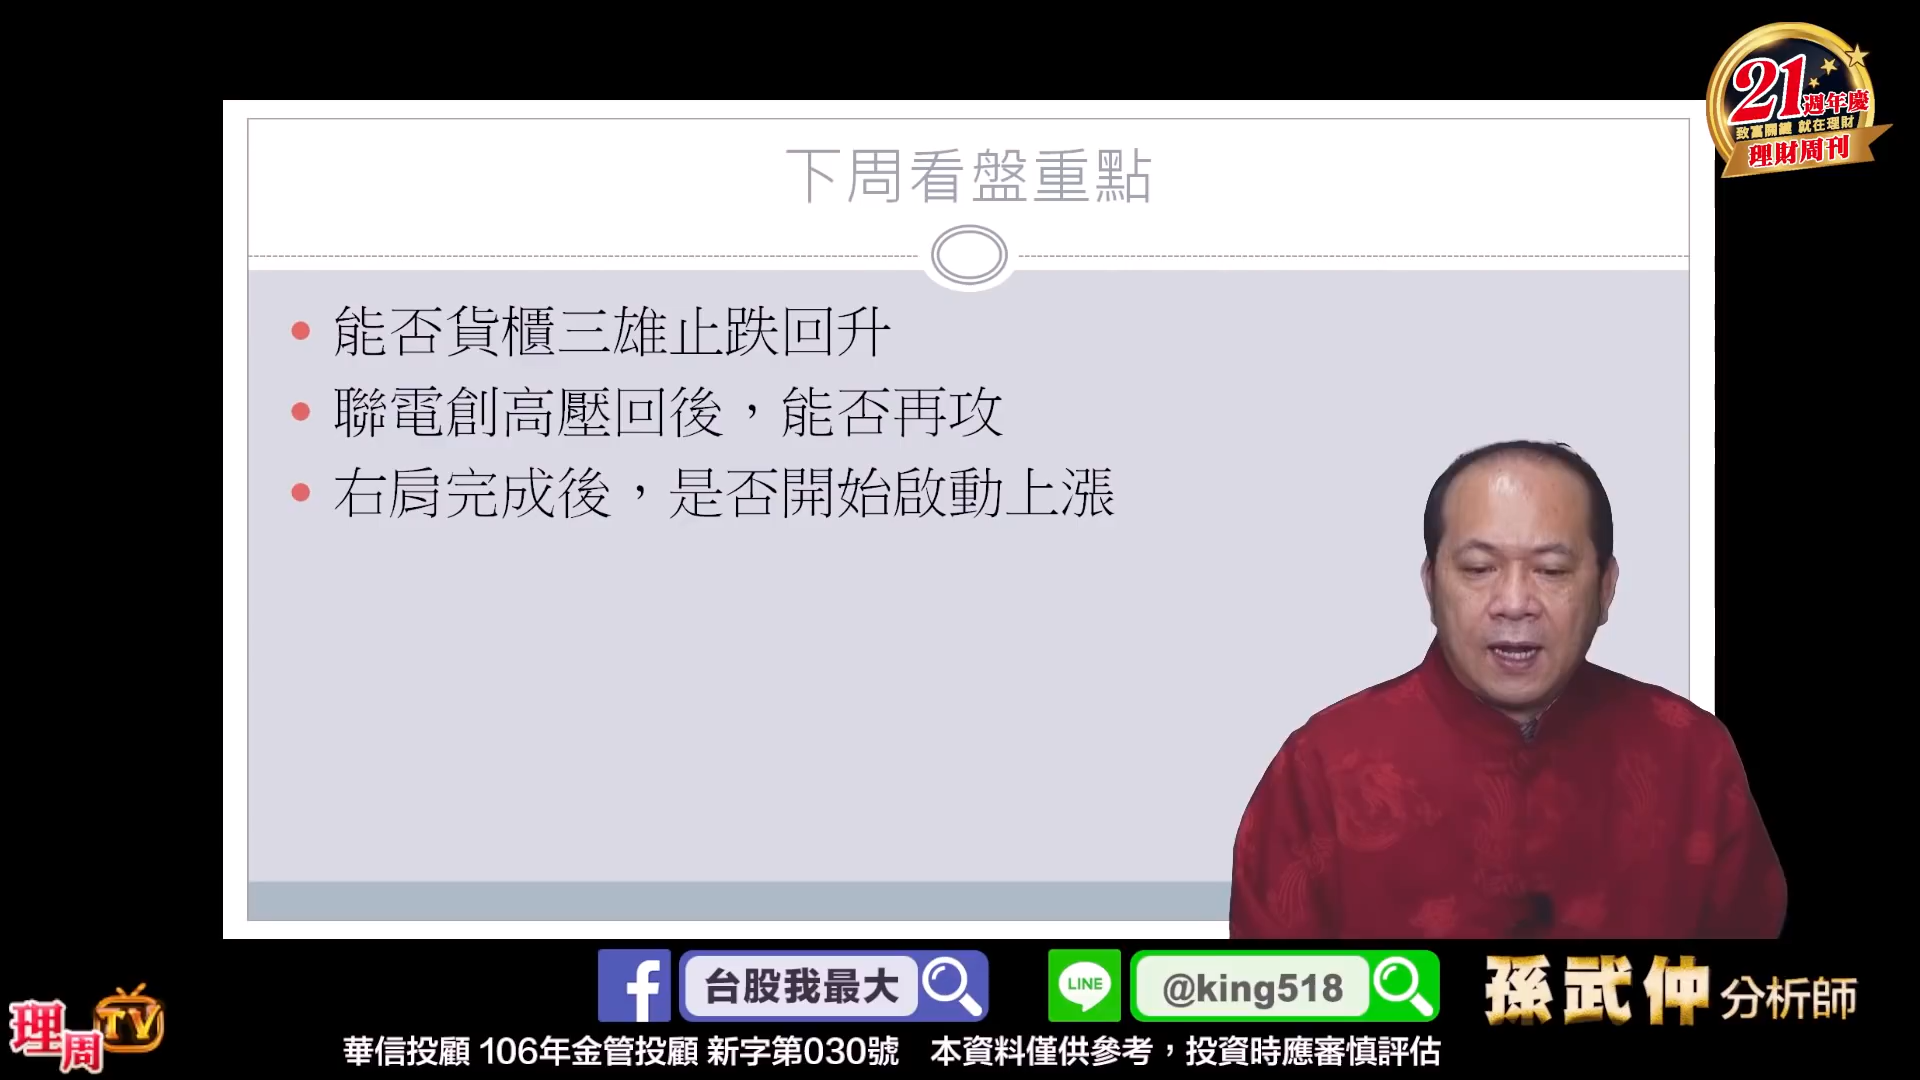 21週年慶
致富關鍵 就在理財
理財周刊
下周看盤重點
能否貨櫃三雄止跌回升
聯電創高壓回後，能否再攻
右肩完成後，是否開始啟動上漲
f 台股我最大
LINE @king518
孫武仲 分析師
理周TV
華信投顧 106年金管投顧 新字第030號 本資料僅供參考，投資時應審慎評估